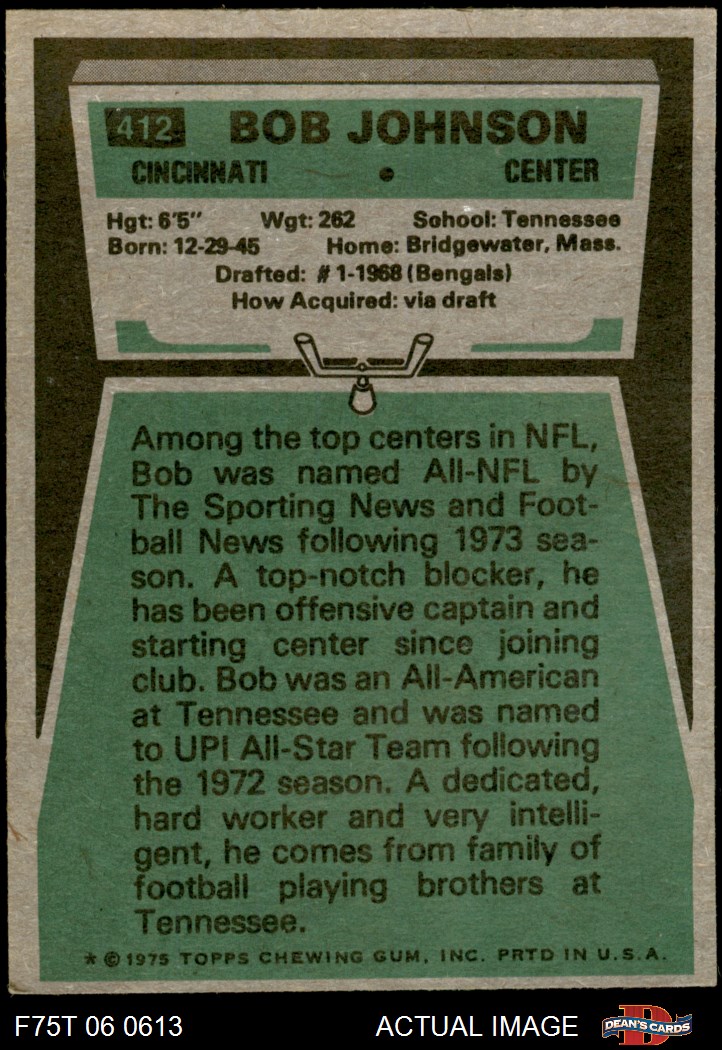 412 BOB JOHNSON
CINCINNATI • CENTER
Hgt: 6'5" Wgt: 262 School: Tennessee
Born: 12-29-45 Home: Bridgewater, Mass.
Drafted: #1-1968 (Bengals)
How Acquired: via draft
Among the top centers in NFL,
Bob was named All-NFL by
The Sporting News and Foot-
ball News following 1973 sea-
son. A top-notch blocker, he
has been offensive captain and
starting center since joining
club. Bob was an All-American
at Tennessee and was named
to UPI All-Star Team following
the 1972 season. A dedicated,
hard worker and very intelli-
gent, he comes from family of
football playing brothers at
Tennessee.
* © 1975 TOPPS CHEWING GUM, INC. PRTD IN U.S.A.
F75T 06 0613 ACTUAL IMAGE D DEAN'S CARDS